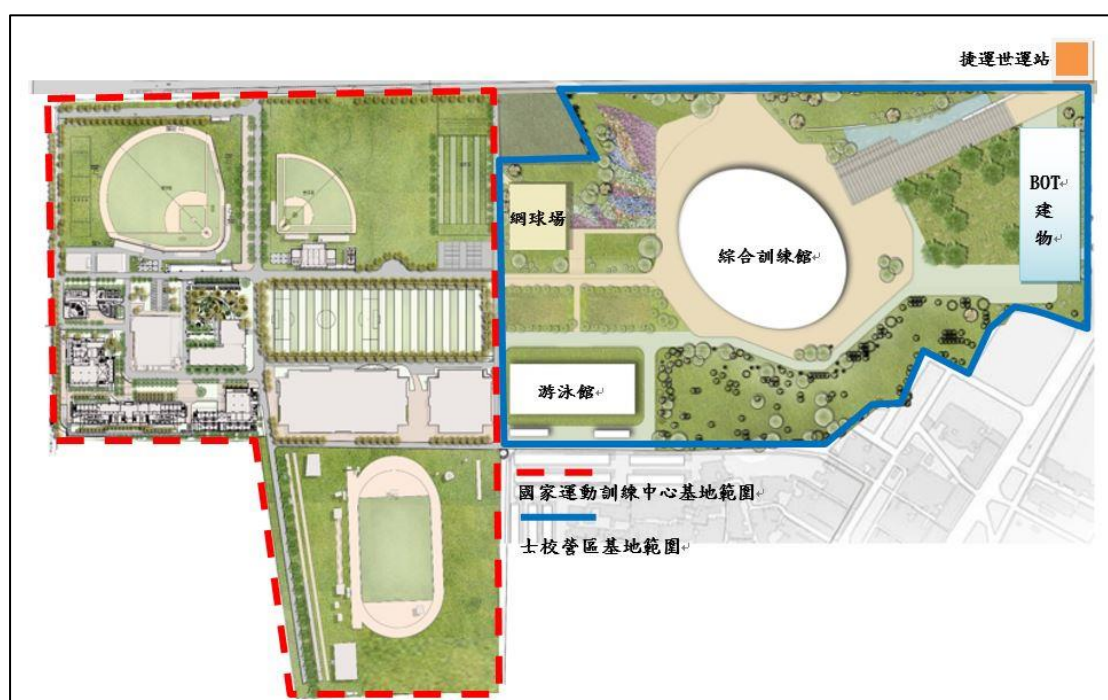 捷運世運站
BOT
建
物
網球場
綜合訓練館
游泳館
國家運動訓練中心基地範圍
士校營區基地範圍